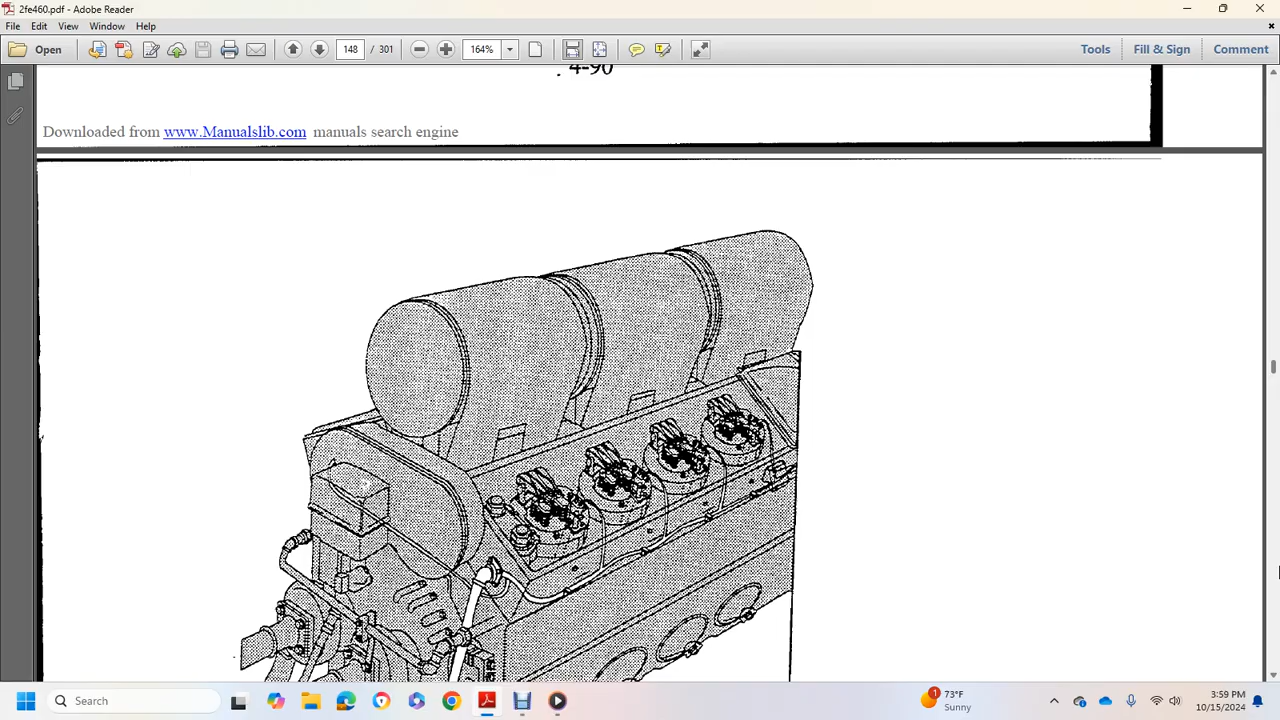 2fe460.pdf - Adobe Reader
File Edit View Window Help
Open 148 / 301 164% Tools Fill & Sign Comment
. 4-90
Downloaded from www.Manualslib.com manuals search engine
Search
1
73°F
Sunny
3:59 PM
10/15/2024